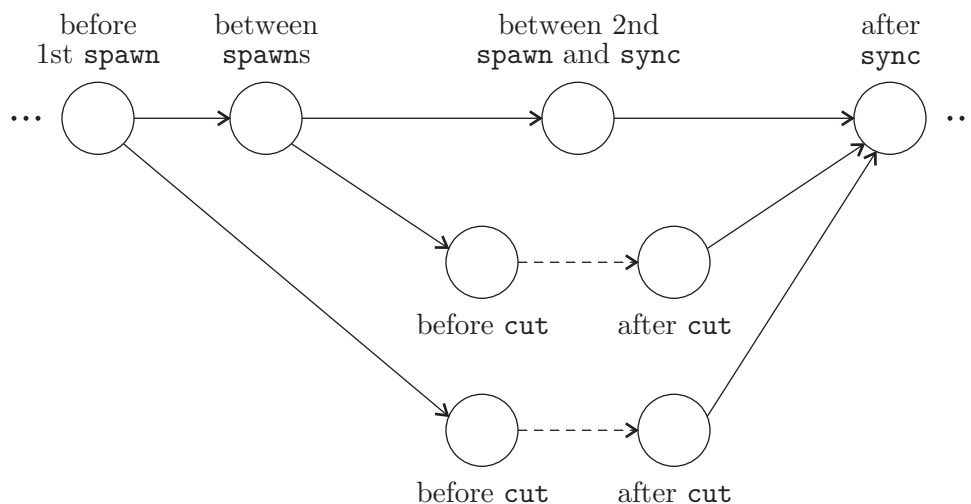 before
1st spawn
between
spawns
between 2nd
spawn and sync
after
sync
...
..
before cut
after cut
before cut
after cut